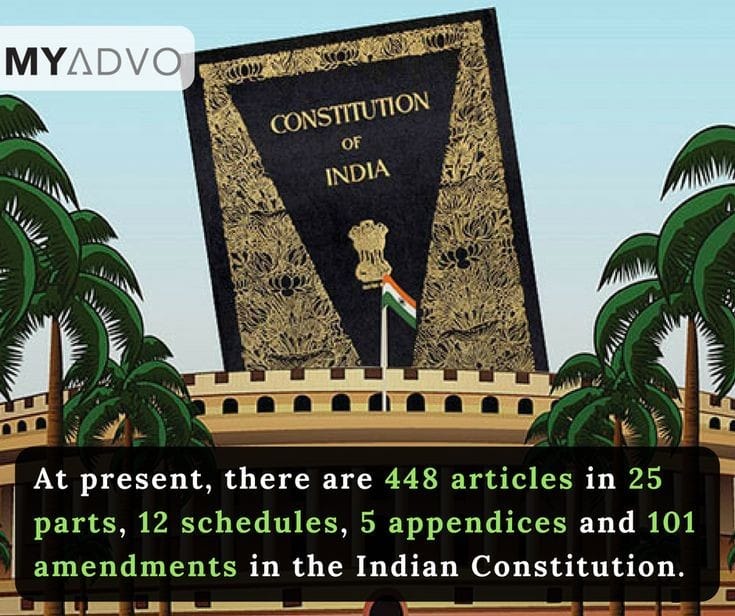 MYADVO
CONSTITUTION
OF
INDIA
At present, there are 448 articles in 25
parts, 12 schedules, 5 appendices and 101
amendments in the Indian Constitution.